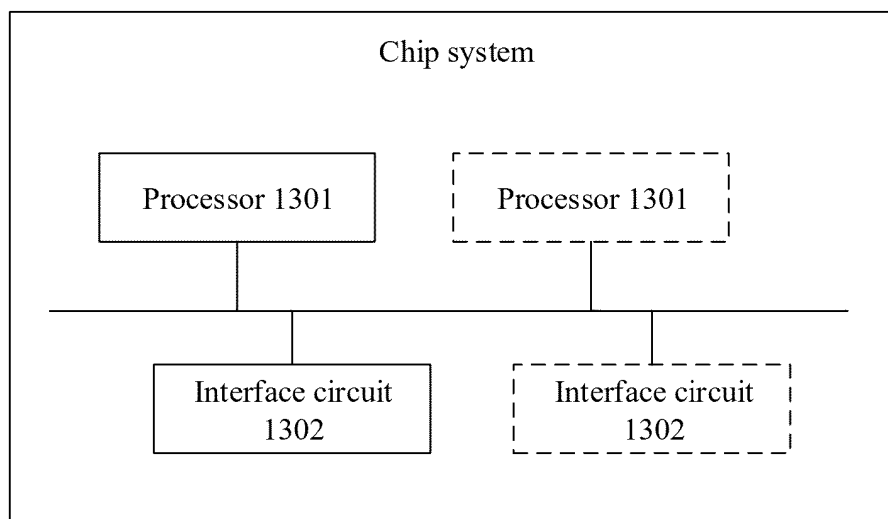 Chip system
Processor 1301
Processor 1301
Interface circuit
1302
Interface circuit
1302